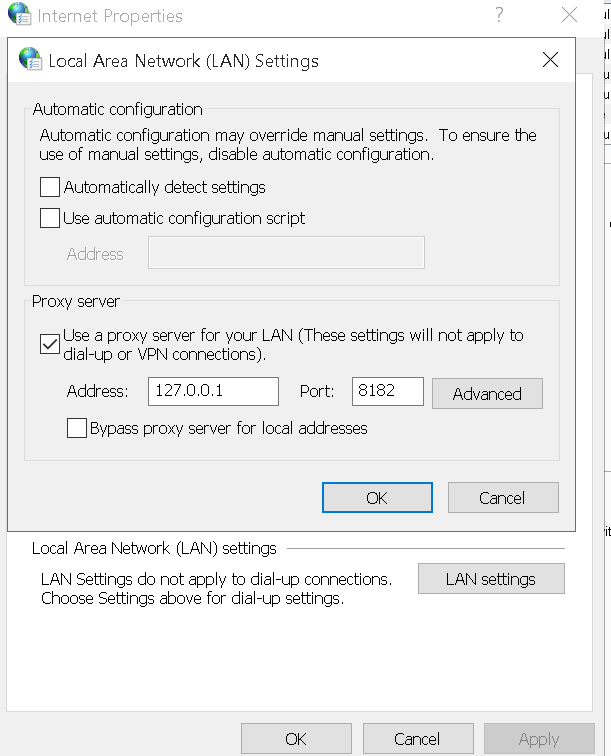 Internet Properties
Local Area Network (LAN) Settings
Automatic configuration
Automatic configuration may override manual settings.  To ensure the
use of manual settings, disable automatic configuration.
Automatically detect settings
Use automatic configuration script
Address
Proxy server
Use a proxy server for your LAN (These settings will not apply to
dial-up or VPN connections).
Address: 127.0.0.1 Port: 8182 Advanced
Bypass proxy server for local addresses
OK Cancel
Local Area Network (LAN) settings
LAN Settings do not apply to dial-up connections.
Choose Settings above for dial-up settings.
LAN settings
OK Cancel Apply